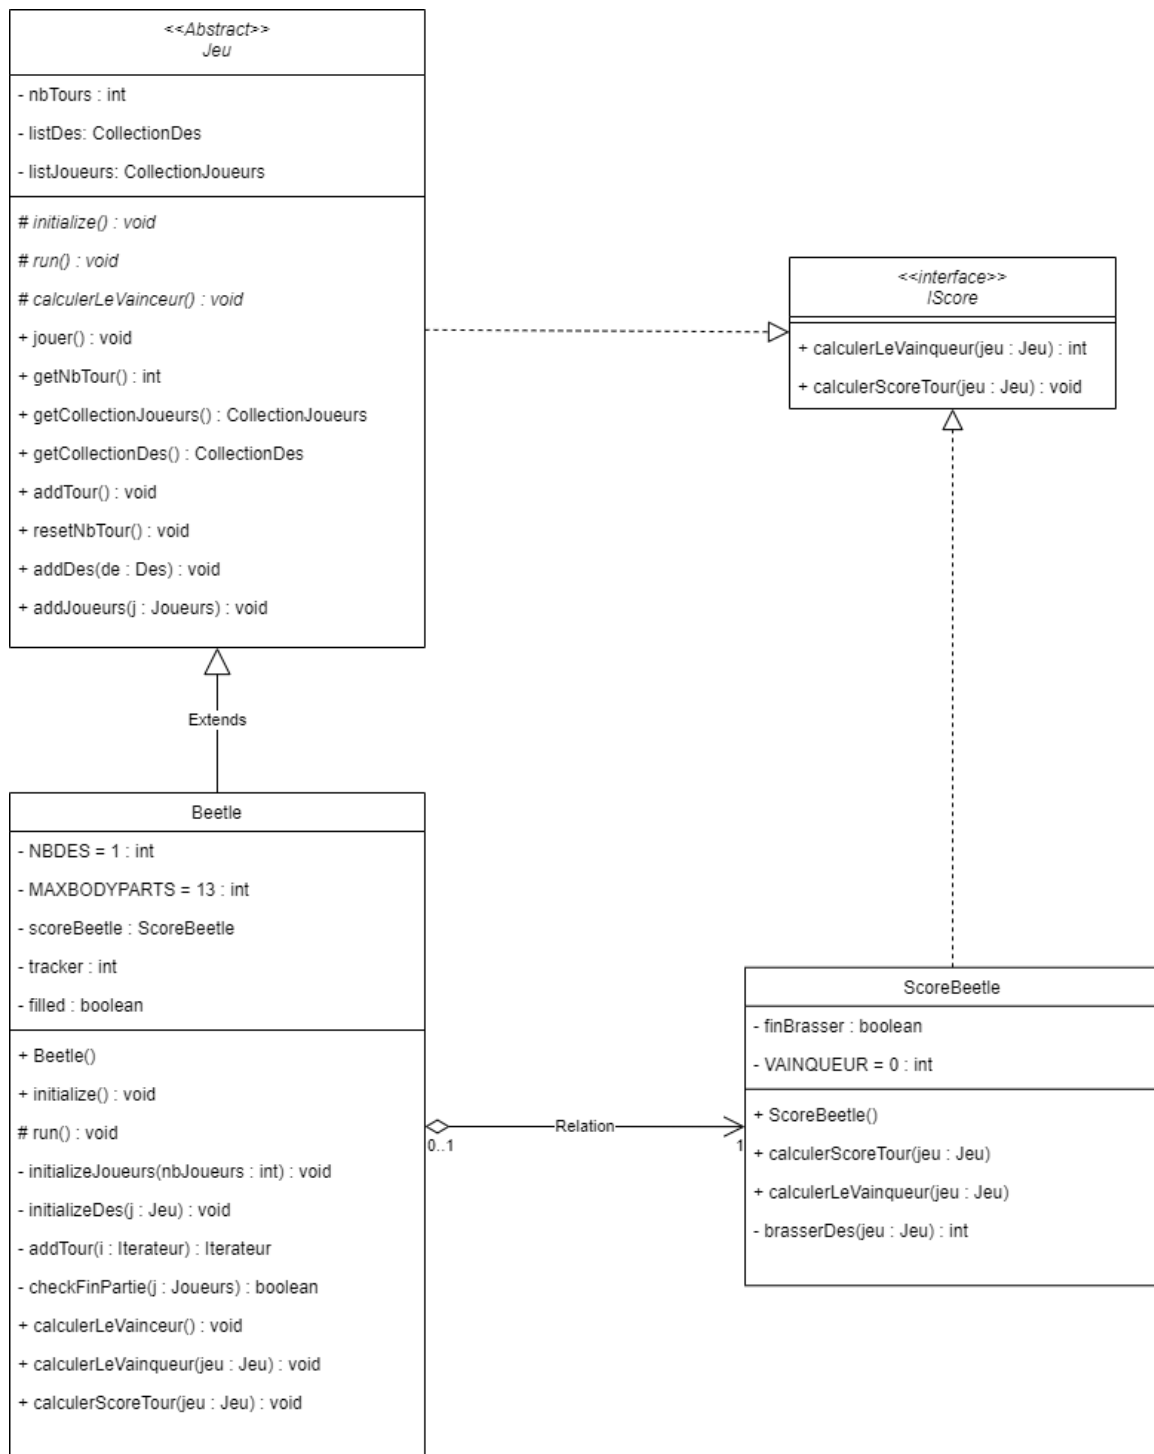 <<Abstract>>
Jeu
- nbTours : int
- listDes: CollectionDes
- listJoueurs: CollectionJoueurs
# initialize() : void
# run() : void
# calculerLeVainceur() : void
+ jouer() : void
+ getNbTour() : int
+ getCollectionJoueurs() : CollectionJoueurs
+ getCollectionDes() : CollectionDes
+ addTour() : void
+ resetNbTour() : void
+ addDes(de : Des) : void
+ addJoueurs(j : Joueurs) : void
<<interface>>
IScore
+ calculerLeVainqueur(jeu : Jeu) : int
+ calculerScoreTour(jeu : Jeu) : void
Extends
Beetle
- NBDES = 1 : int
- MAXBODYPARTS = 13 : int
- scoreBeetle : ScoreBeetle
- tracker : int
- filled : boolean
+ Beetle()
+ initialize() : void
# run() : void
- initializeJoueurs(nbJoueurs : int) : void
- initializeDes(j : Jeu) : void
- addTour(i : Iterateur) : Iterateur
- checkFinPartie(j : Joueurs) : boolean
+ calculerLeVainceur() : void
+ calculerLeVainqueur(jeu : Jeu) : void
+ calculerScoreTour(jeu : Jeu) : void
0..1
Relation
1
ScoreBeetle
- finBrasser : boolean
- VAINQUEUR = 0 : int
+ ScoreBeetle()
+ calculerScoreTour(jeu : Jeu)
+ calculerLeVainqueur(jeu : Jeu)
- brasserDes(jeu : Jeu) : int